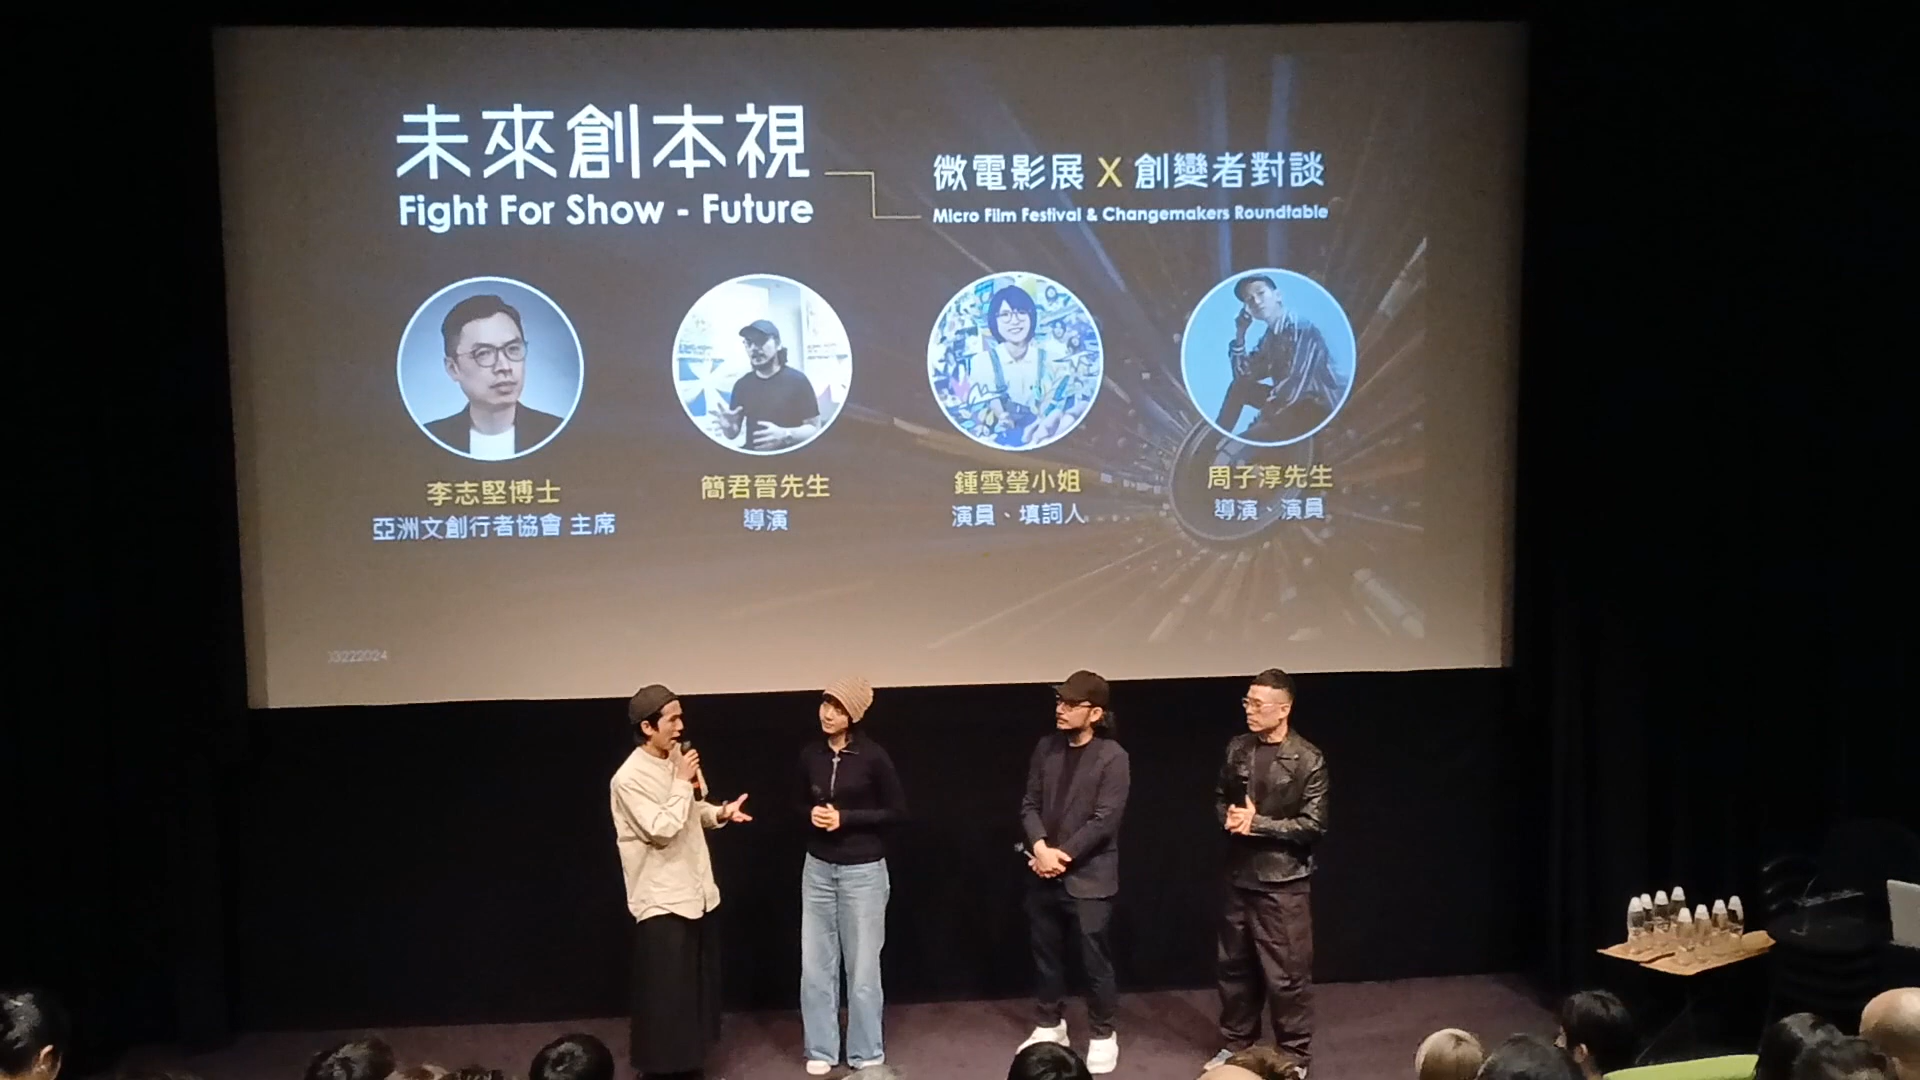 未來創本視
Fight For Show - Future
微電影展 X 創變者對談
Micro Film Festival & Changemakers Roundtable
李志堅博士
亞洲文創行者協會 主席
簡君晉先生
導演
鍾雪瑩小姐
演員、填詞人
周子淳先生
導演、演員